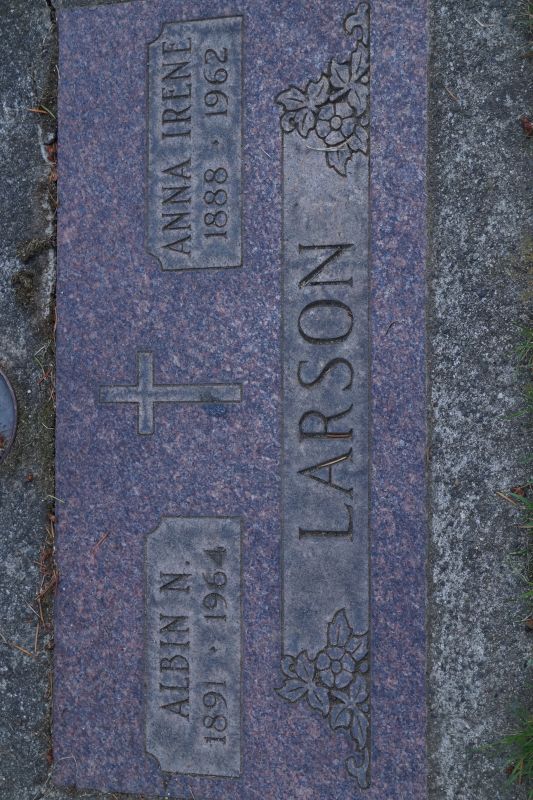 ALBIN N.
1891 · 1964
ANNA IRENE
1888 · 1962
LARSON